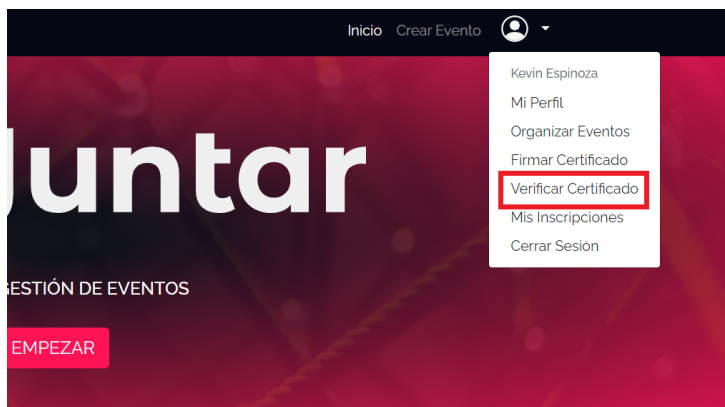 Inicio Crear Evento
Kevin Espinoza
Mi Perfil
Organizar Eventos
Firmar Certificado
Verificar Certificado
Mis Inscripciones
Cerrar Sesión
Juntar
GESTIÓN DE EVENTOS
EMPEZAR